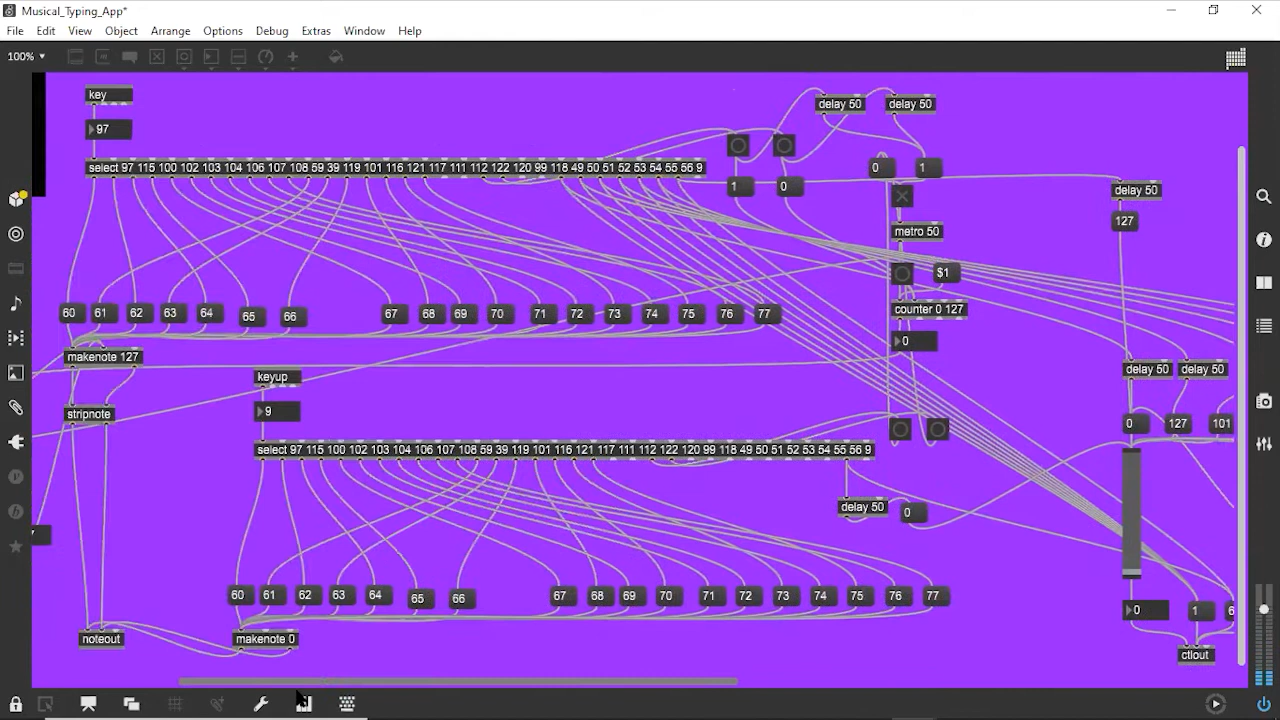 Musical_Typing_App*
File Edit View Object Arrange Options Debug Extras Window Help
100%
key
97
delay 50 delay 50
select 97 115 100 102 103 104 106 107 108 59 39 119 101 116 121 117 111 112 122 120 99 118 49 50 51 52 53 54 55 56 9
0 1
1 0
delay 50
127
metro 50
$1
counter 0 127
60 61 62 63 64 65 66 67 68 69 70 71 72 73 74 75 76 77
0
makenote 127
keyup
delay 50 delay 50
9
stripnote
0 127 101
select 97 115 100 102 103 104 106 107 108 59 39 119 101 116 121 117 111 112 122 120 99 118 49 50 51 52 53 54 55 56 9
delay 50 0
60 61 62 63 64 65 66 67 68 69 70 71 72 73 74 75 76 77
0 1 6
noteout
makenote 0
ctlout